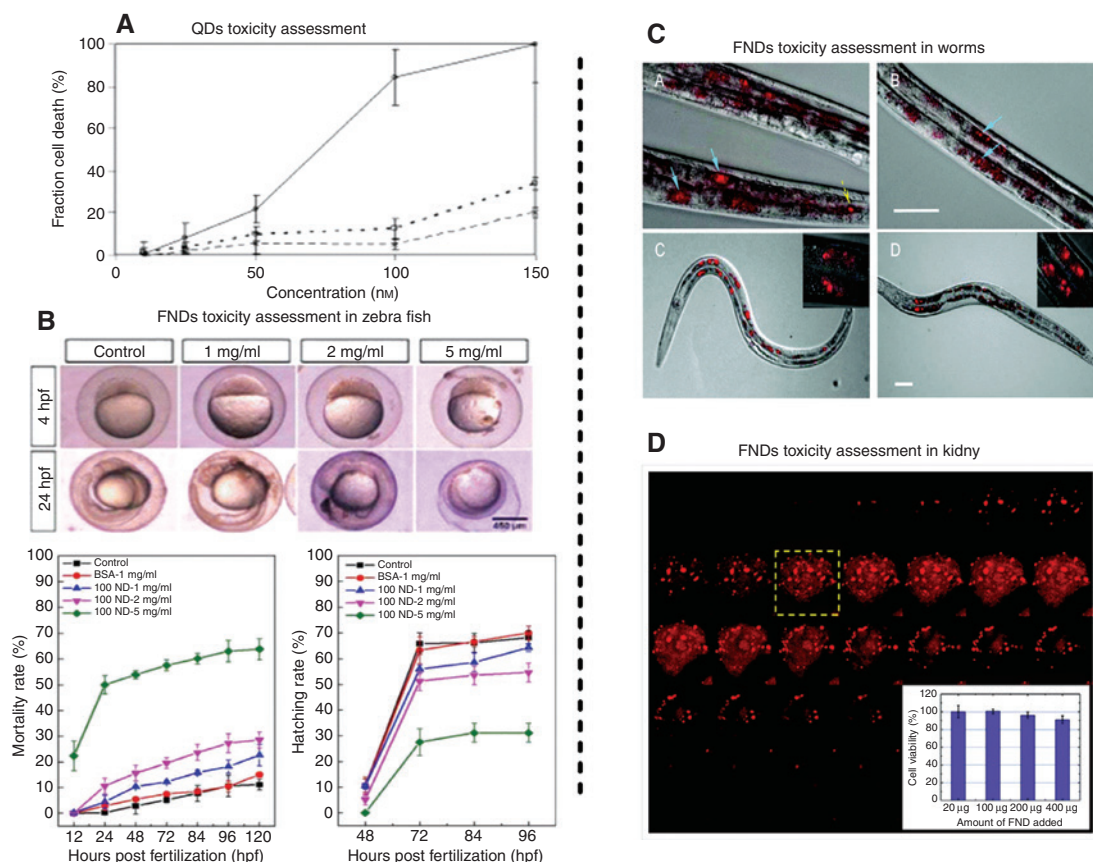 A
QDs toxicity assessment
Fraction cell death (%)
100
80
60
40
20
0
0
50
100
150
Concentration (nM)
B
FNDs toxicity assessment in zebra fish
Control
1 mg/ml
2 mg/ml
5 mg/ml
4 hpf
24 hpf
450 µm
Mortality rate (%)
100
90
80
70
60
50
40
30
20
10
0
Control
BSA-1 mg/ml
100 ND-1 mg/ml
100 ND-2 mg/ml
100 ND-5 mg/ml
12 24 48 72 84 96 120
Hours post fertilization (hpf)
Hatching rate (%)
100
90
80
70
60
50
40
30
20
10
0
Control
BSA-1 mg/ml
100 ND-1 mg/ml
100 ND-2 mg/ml
100 ND-5 mg/ml
48 72 84 96
Hours post fertilization (hpf)
C
FNDs toxicity assessment in worms
A
B
C
D
D
FNDs toxicity assessment in kidny
Cell viability (%)
120
100
80
60
40
20
0
20 µg 100 µg 200 µg 400 µg
Amount of FND added